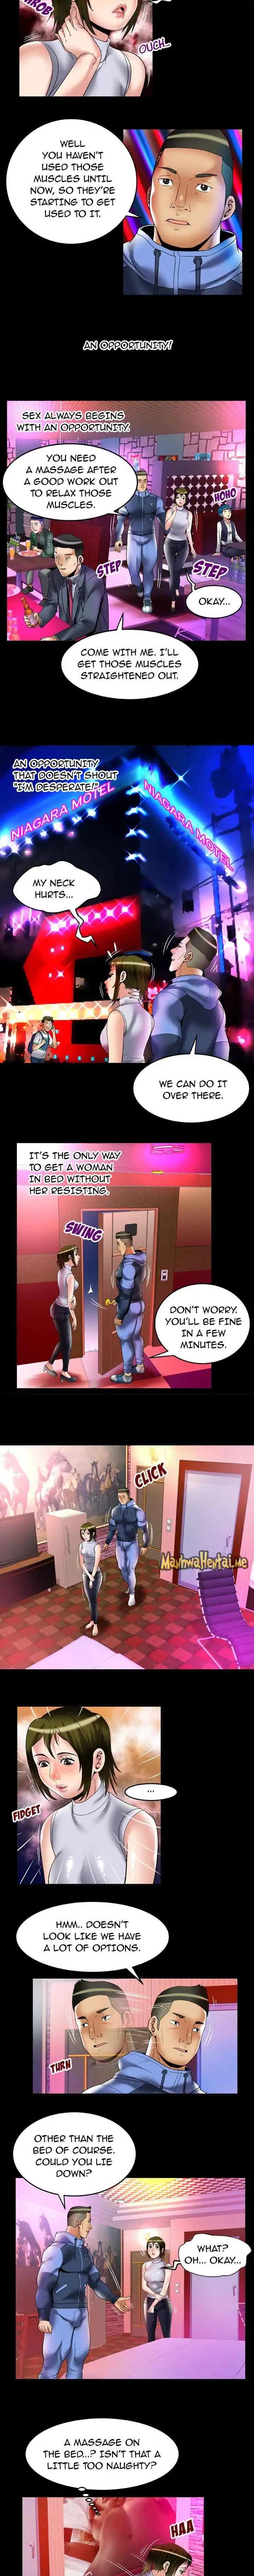 THROB
OUCH...
WELL
YOU HAVEN'T
USED THOSE
MUSCLES UNTIL
NOW, SO THEY'RE
STARTING TO GET
USED TO IT.
AN OPPORTUNITY!
SEX ALWAYS BEGINS
WITH AN OPPORTUNITY.
YOU NEED
A MASSAGE AFTER
A GOOD WORK OUT
TO RELAX THOSE
MUSCLES.
HOHO
STEP
STEP
OKAY...
COME WITH ME. I'LL
GET THOSE MUSCLES
STRAIGHTENED OUT.
AN OPPORTUNITY
THAT DOESN'T SHOUT
"I'M DESPERATE!"
NIAGARA MOTEL
NIAGARA MOTEL
MY NECK
HURTS...
WE CAN DO IT
OVER THERE.
IT'S THE ONLY WAY
TO GET A WOMAN
IN BED WITHOUT
HER RESISTING.
SWING
DON'T WORRY.
YOU'LL BE FINE
IN A FEW
MINUTES.
CLICK
ManhwaHentai.me
...
FIDGET
HMM.. DOESN'T
LOOK LIKE WE HAVE
A LOT OF OPTIONS.
TURN
OTHER THAN THE
BED OF COURSE.
COULD YOU LIE
DOWN?
WHAT?
OH... OKAY...
A MASSAGE ON
THE BED...? ISN'T THAT A
LITTLE TOO NAUGHTY?
HAA